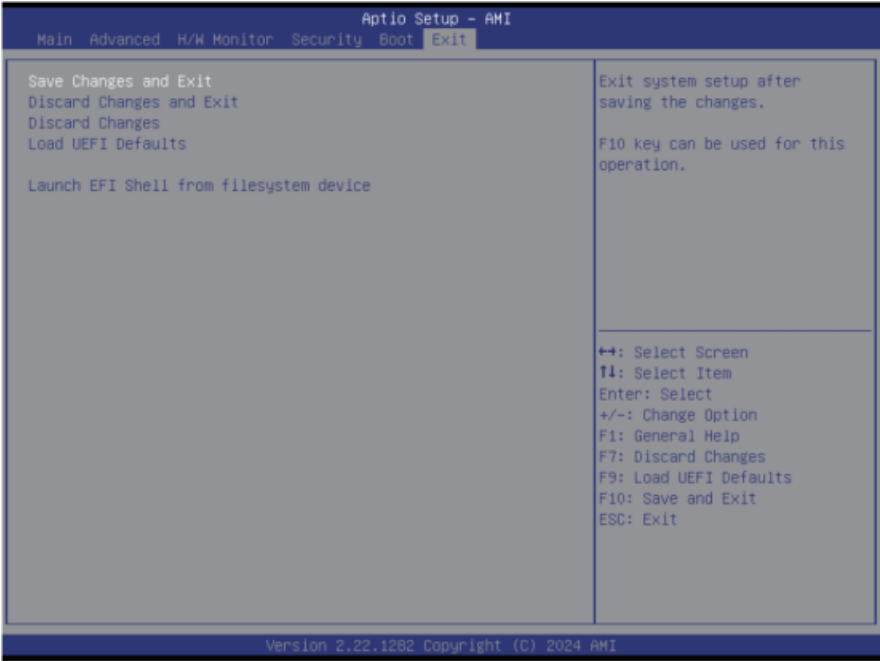 Aptio Setup – AMI
Main Advanced H/W Monitor Security Boot Exit
Save Changes and Exit
Discard Changes and Exit
Discard Changes
Load UEFI Defaults
Launch EFI Shell from filesystem device
Exit system setup after
saving the changes.
F10 key can be used for this
operation.
↔: Select Screen
↑↓: Select Item
Enter: Select
+/-: Change Option
F1: General Help
F7: Discard Changes
F9: Load UEFI Defaults
F10: Save and Exit
ESC: Exit
Version 2.22.1282 Copyright (C) 2024 AMI